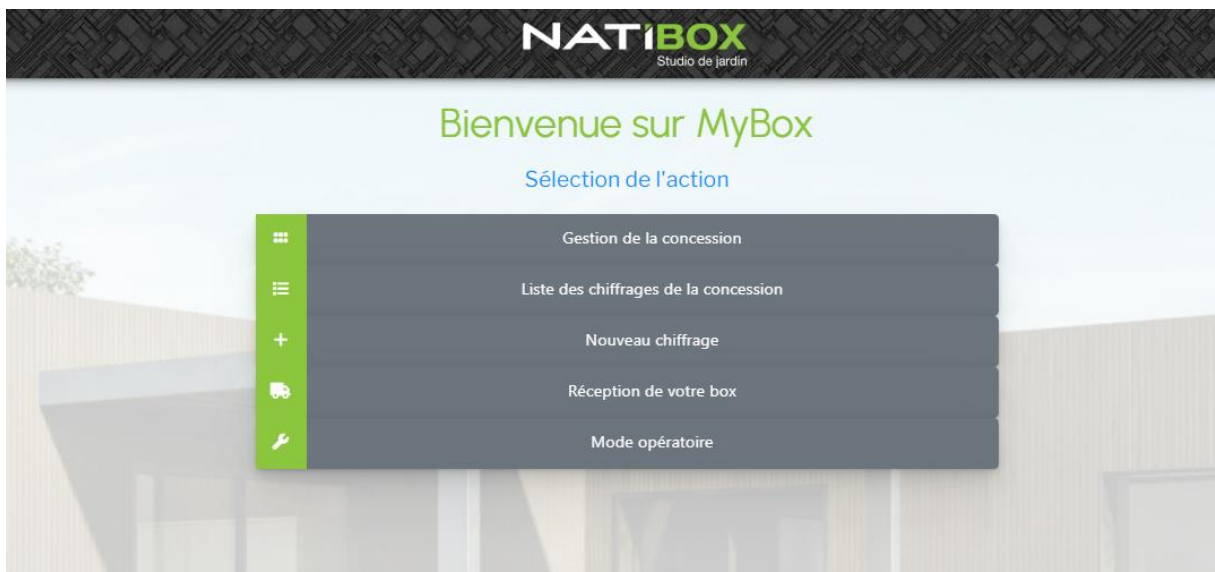 NATIBOX
Studio de jardin
Bienvenue sur MyBox
Sélection de l'action
Gestion de la concession
Liste des chiffrages de la concession
Nouveau chiffrage
Réception de votre box
Mode opératoire